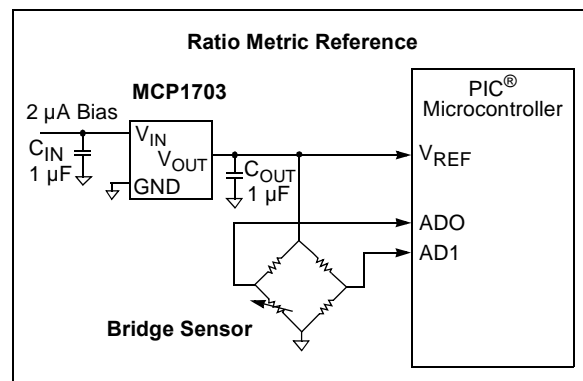 Ratio Metric Reference
PIC®
Microcontroller
MCP1703
2 µA Bias
CIN
1 µF
VIN
VOUT
GND
COUT
1 µF
VREF
ADO
AD1
Bridge Sensor